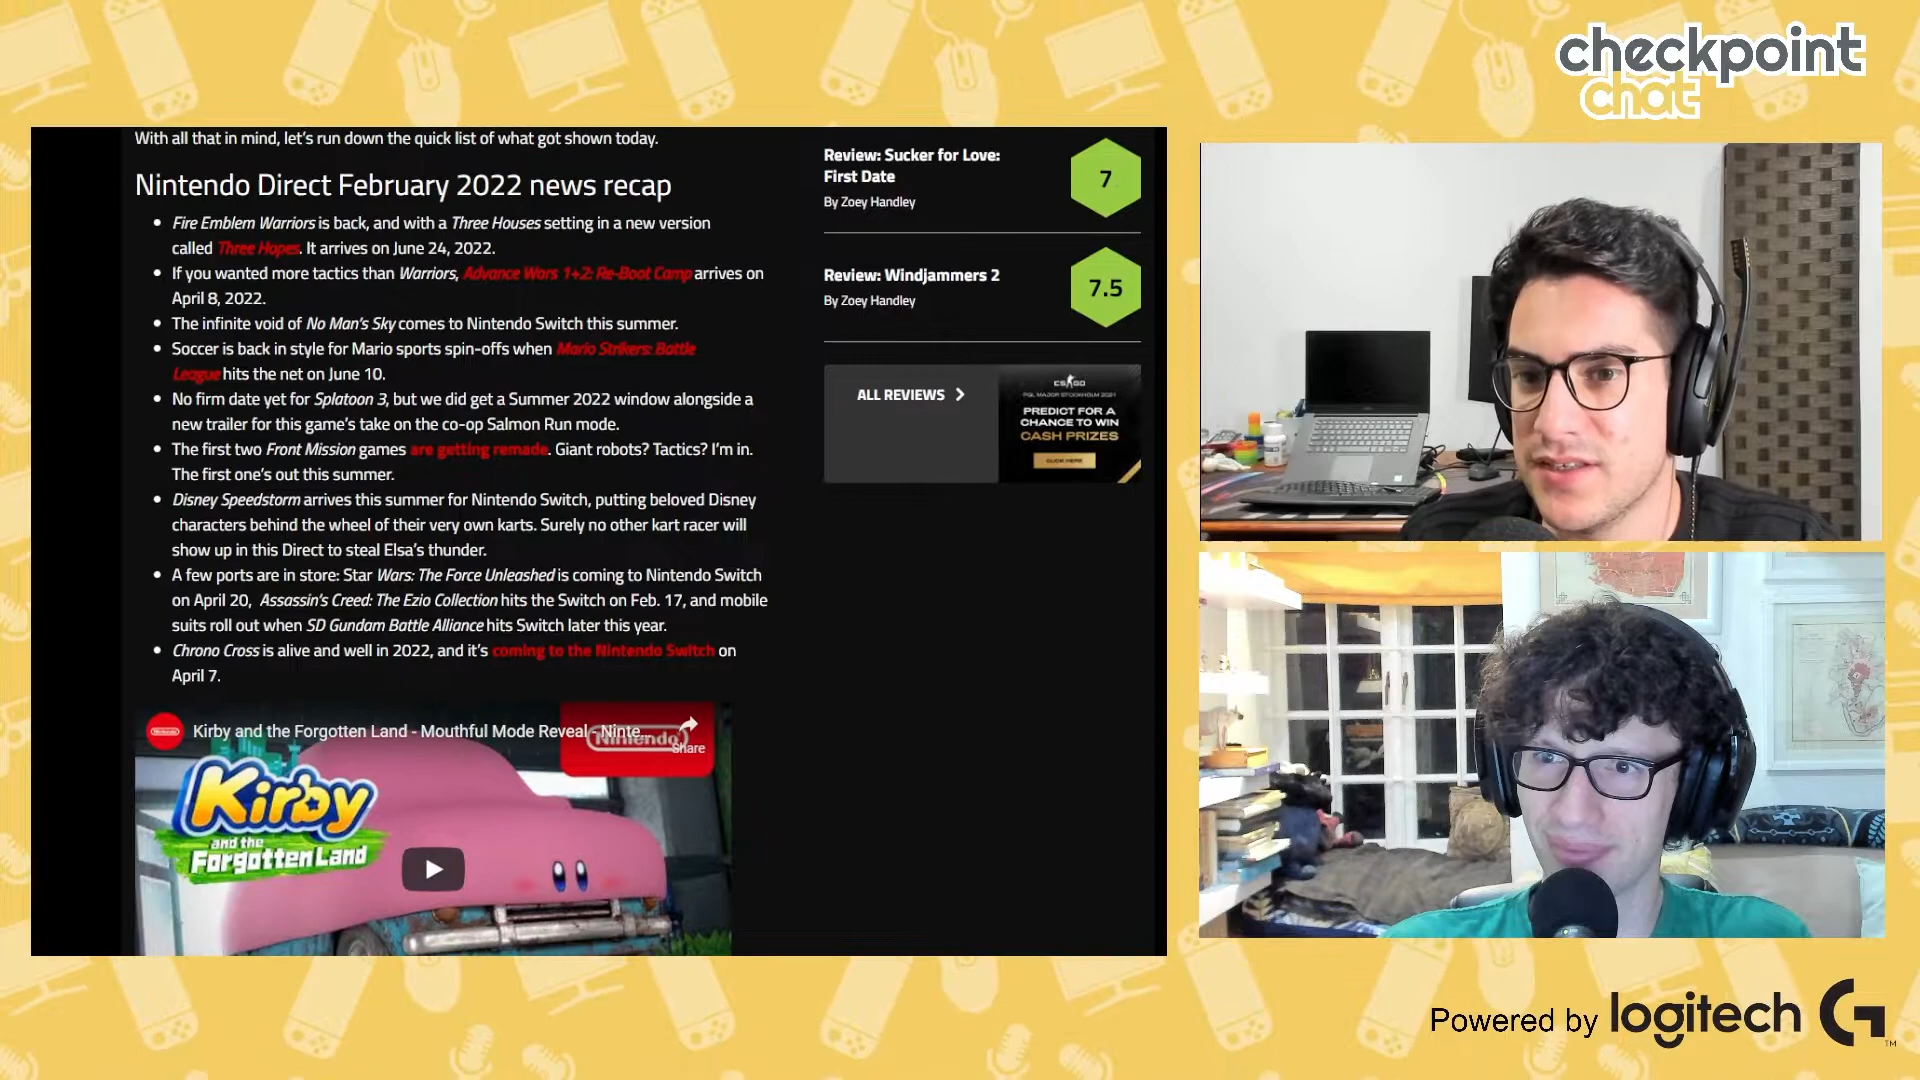 checkpoint
chat
With all that in mind, let's run down the quick list of what got shown today.
Nintendo Direct February 2022 news recap
Fire Emblem Warriors is back, and with a Three Houses setting in a new version
called Three Hopes. It arrives on June 24, 2022.
If you wanted more tactics than Warriors, Advance Wars 1+2: Re-Boot Camp arrives on
April 8, 2022.
The infinite void of No Man's Sky comes to Nintendo Switch this summer.
Soccer is back in style for Mario sports spin-offs when Mario Strikers: Battle
League hits the net on June 10.
No firm date yet for Splatoon 3, but we did get a Summer 2022 window alongside a
new trailer for this game's take on the co-op Salmon Run mode.
The first two Front Mission games are getting remade. Giant robots? Tactics? I'm in.
The first one's out this summer.
Disney Speedstorm arrives this summer for Nintendo Switch, putting beloved Disney
characters behind the wheel of their very own karts. Surely no other kart racer will
show up in this Direct to steal Elsa's thunder.
A few ports are in store: Star Wars: The Force Unleashed is coming to Nintendo Switch
on April 20, Assassin's Creed: The Ezio Collection hits the Switch on Feb. 17, and mobile
suits roll out when SD Gundam Battle Alliance hits Switch later this year.
Chrono Cross is alive and well in 2022, and it's coming to the Nintendo Switch on
April 7.
Kirby and the Forgotten Land - Mouthful Mode Reveal - Ninte...
Share
Nintendo
Kirby
and the
Forgotten Land
Review: Sucker for Love:
First Date
By Zoey Handley
7
Review: Windjammers 2
By Zoey Handley
7.5
ALL REVIEWS
CS:GO
PGL MAJOR STOCKHOLM 2021
PREDICT FOR A
CHANCE TO WIN
CASH PRIZES
CLICK HERE
Powered by logitech G
TM